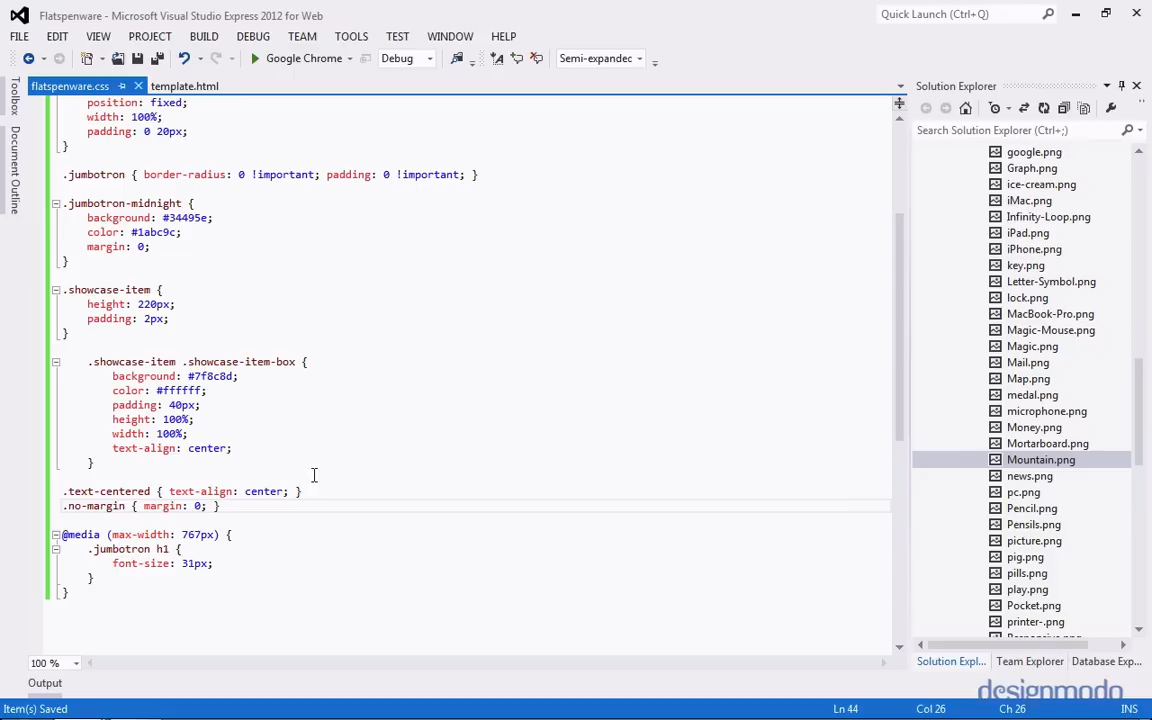 Flatspenware - Microsoft Visual Studio Express 2012 for Web
Quick Launch (Ctrl+Q)
FILE EDIT VIEW PROJECT BUILD DEBUG TEAM TOOLS TEST WINDOW HELP
Google Chrome Debug Semi-expandec
flatspenware.css template.html
Toolbox
Document Outline
position: fixed;
width: 100%;
padding: 0 20px;
}
.jumbotron { border-radius: 0 !important; padding: 0 !important; }
.jumbotron-midnight {
background: #34495e;
color: #1abc9c;
margin: 0;
}
.showcase-item {
height: 220px;
padding: 2px;
}
.showcase-item .showcase-item-box {
background: #7f8c8d;
color: #ffffff;
padding: 40px;
height: 100%;
width: 100%;
text-align: center;
}
.text-centered { text-align: center; }
.no-margin { margin: 0; }
@media (max-width: 767px) {
.jumbotron h1 {
font-size: 31px;
}
}
100 %
Output
Solution Explorer
Search Solution Explorer (Ctrl+;)
google.png
Graph.png
ice-cream.png
iMac.png
Infinity-Loop.png
iPad.png
iPhone.png
key.png
Letter-Symbol.png
lock.png
MacBook-Pro.png
Magic-Mouse.png
Magic.png
Mail.png
Map.png
medal.png
microphone.png
Money.png
Mortarboard.png
Mountain.png
news.png
pc.png
Pencil.png
Pensils.png
picture.png
pig.png
pills.png
play.png
Pocket.png
printer-.png
Solution Expl... Team Explorer Database Exp...
designmodo
Item(s) Saved Ln 44 Col 26 Ch 26 INS